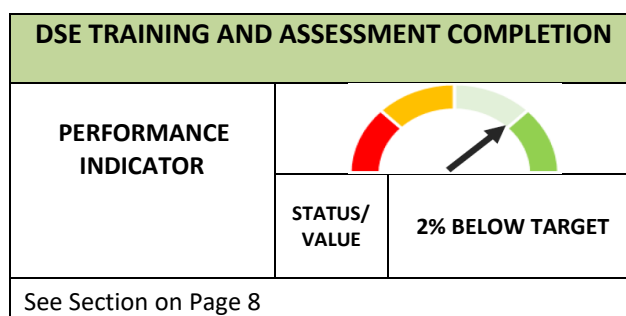 DSE TRAINING AND ASSESSMENT COMPLETION
PERFORMANCE
INDICATOR
STATUS/
VALUE
2% BELOW TARGET
See Section on Page 8